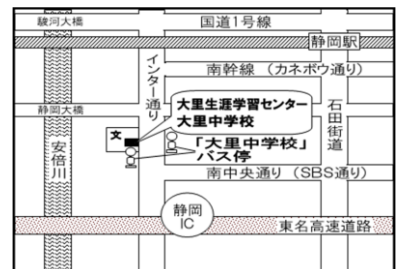 駿河大橋
国道1号線
静岡駅
南幹線（カネボウ通り）
インター通り
石田街道
静岡大橋
大里生涯学習センター
大里中学校
文
「大里中学校」
バス停
安倍川
南中央通り（SBS通り）
静岡
IC
東名高速道路